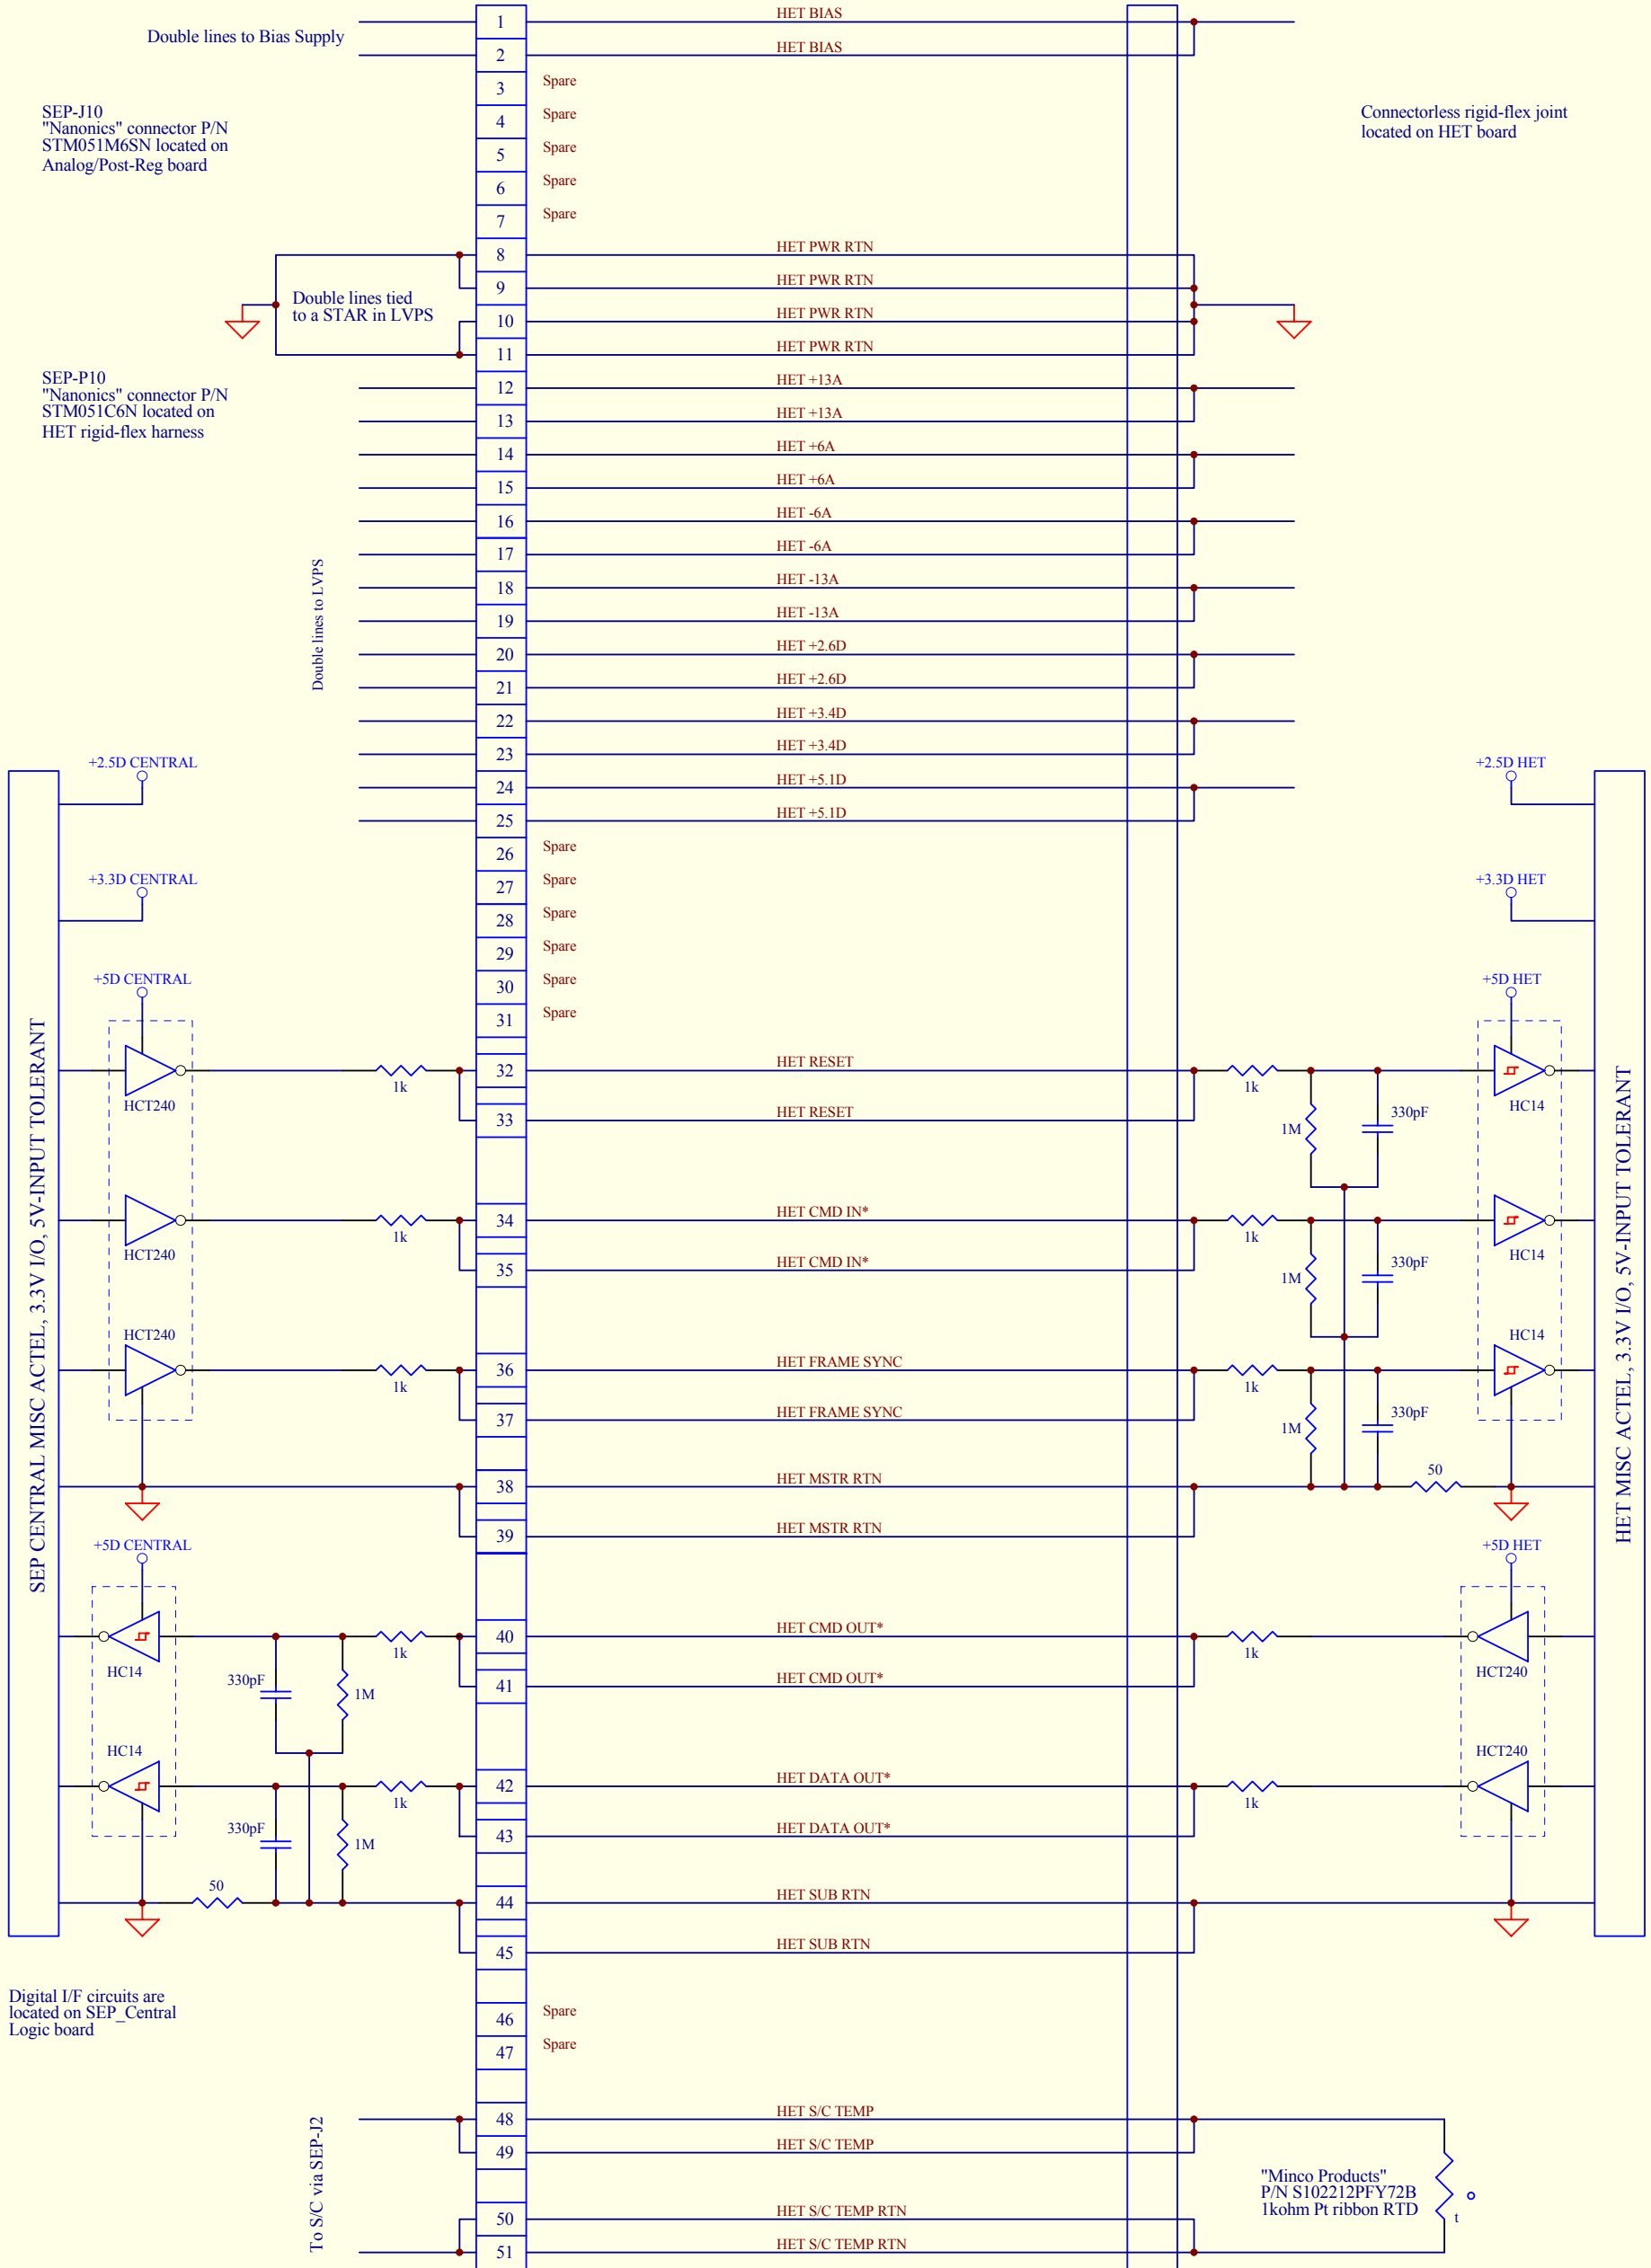 1
HET BIAS
Double lines to Bias Supply
2
HET BIAS
3
Spare
SEP-J10
"Nanonics" connector P/N
STM051M6SN located on
Analog/Post-Reg board
4
Spare
Connectorless rigid-flex joint
located on HET board
5
Spare
6
Spare
7
Spare
8
HET PWR RTN
9
HET PWR RTN
Double lines tied
to a STAR in LVPS
10
HET PWR RTN
11
HET PWR RTN
SEP-P10
"Nanonics" connector P/N
STM051C6N located on
HET rigid-flex harness
12
HET +13A
13
HET +13A
14
HET +6A
15
HET +6A
16
HET -6A
17
HET -6A
Double lines to LVPS
18
HET -13A
19
HET -13A
20
HET +2.6D
21
HET +2.6D
22
HET +3.4D
23
HET +3.4D
24
HET +5.1D
25
HET +5.1D
26
Spare
27
Spare
28
Spare
29
Spare
30
Spare
31
Spare
SEP CENTRAL MISC ACTEL, 3.3V I/O, 5V-INPUT TOLERANT
+2.5D CENTRAL
+2.5D HET
+3.3D CENTRAL
+3.3D HET
+5D CENTRAL
+5D HET
HET MISC ACTEL, 3.3V I/O, 5V-INPUT TOLERANT
HCT240
1k
32
HET RESET
1k
HC14
33
HET RESET
1M
330pF
HCT240
1k
34
HET CMD IN*
1k
HC14
35
HET CMD IN*
1M
330pF
HCT240
1k
36
HET FRAME SYNC
1k
HC14
37
HET FRAME SYNC
1M
330pF
38
HET MSTR RTN
50
39
HET MSTR RTN
+5D CENTRAL
+5D HET
HC14
1k
40
HET CMD OUT*
1k
HCT240
330pF
1M
41
HET CMD OUT*
HC14
1k
42
HET DATA OUT*
1k
HCT240
330pF
1M
43
HET DATA OUT*
50
44
HET SUB RTN
45
HET SUB RTN
Digital I/F circuits are
located on SEP_Central
Logic board
46
Spare
47
Spare
To S/C via SEP-J2
48
HET S/C TEMP
49
HET S/C TEMP
"Minco Products"
P/N S102212PFY72B
1kohm Pt ribbon RTD
t
50
HET S/C TEMP RTN
51
HET S/C TEMP RTN